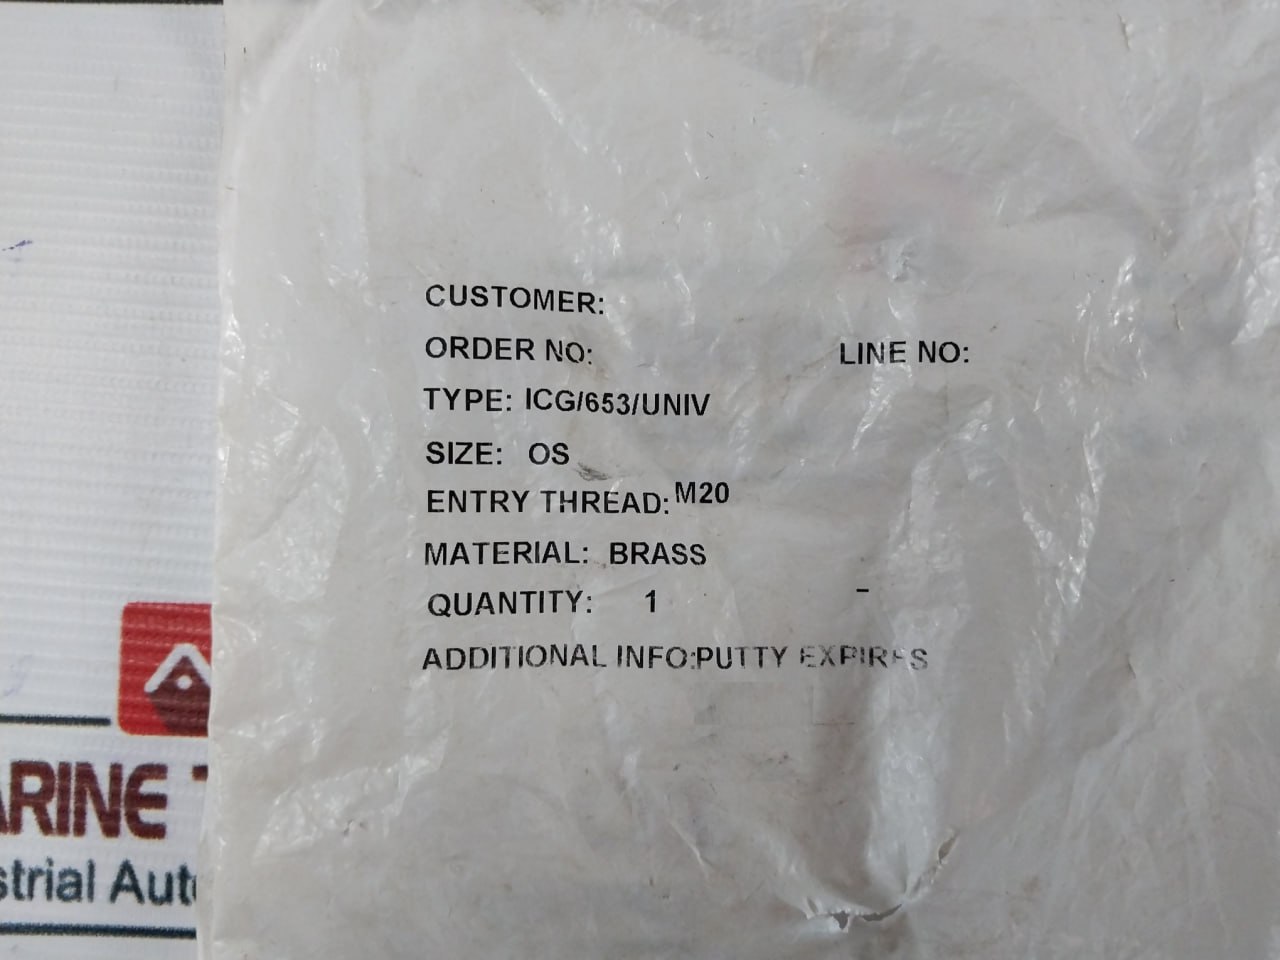 CUSTOMER:
ORDER NO: LINE NO:
TYPE: ICG/653/UNIV
SIZE: OS
ENTRY THREAD: M20
MATERIAL: BRASS
QUANTITY: 1 -
ADDITIONAL INFO:PUTTY EXPIRES
ARINE T
strial Auto